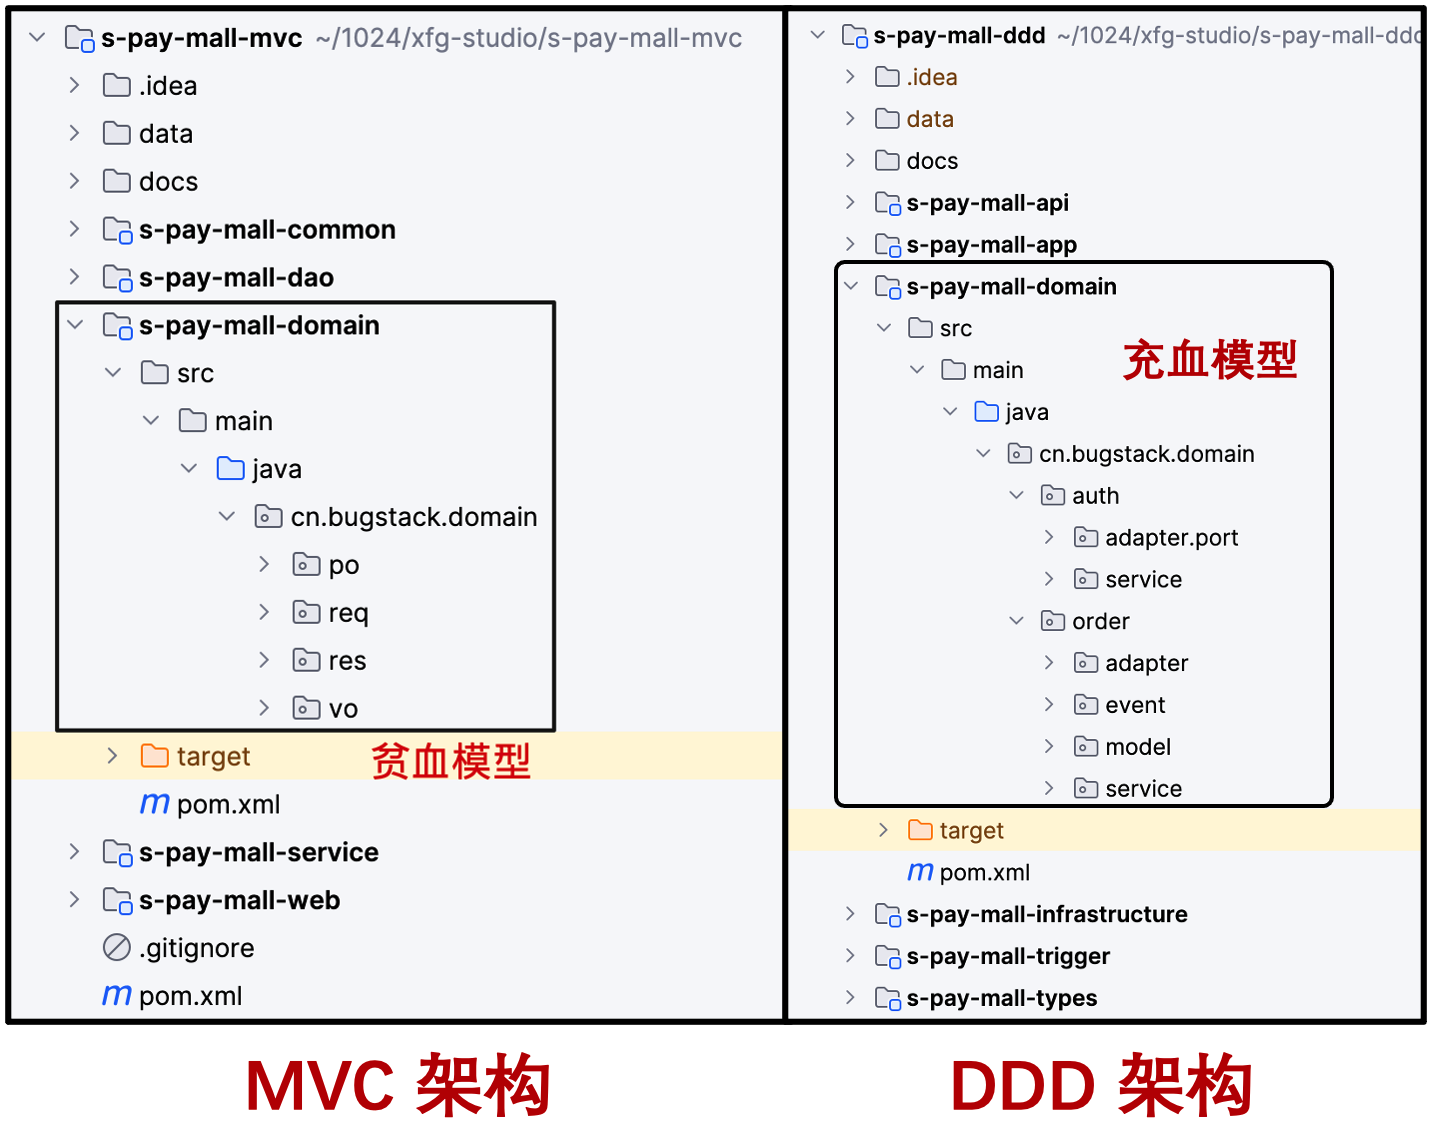 s-pay-mall-mvc ~/1024/xfg-studio/s-pay-mall-mvc
.idea
data
docs
s-pay-mall-common
s-pay-mall-dao
s-pay-mall-domain
src
main
java
cn.bugstack.domain
po
req
res
vo
target
贫血模型
pom.xml
s-pay-mall-service
s-pay-mall-web
.gitignore
pom.xml
MVC 架构
s-pay-mall-ddd ~/1024/xfg-studio/s-pay-mall-ddd
.idea
data
docs
s-pay-mall-api
s-pay-mall-app
s-pay-mall-domain
src
充血模型
main
java
cn.bugstack.domain
auth
adapter.port
service
order
adapter
event
model
service
target
pom.xml
s-pay-mall-infrastructure
s-pay-mall-trigger
s-pay-mall-types
DDD 架构